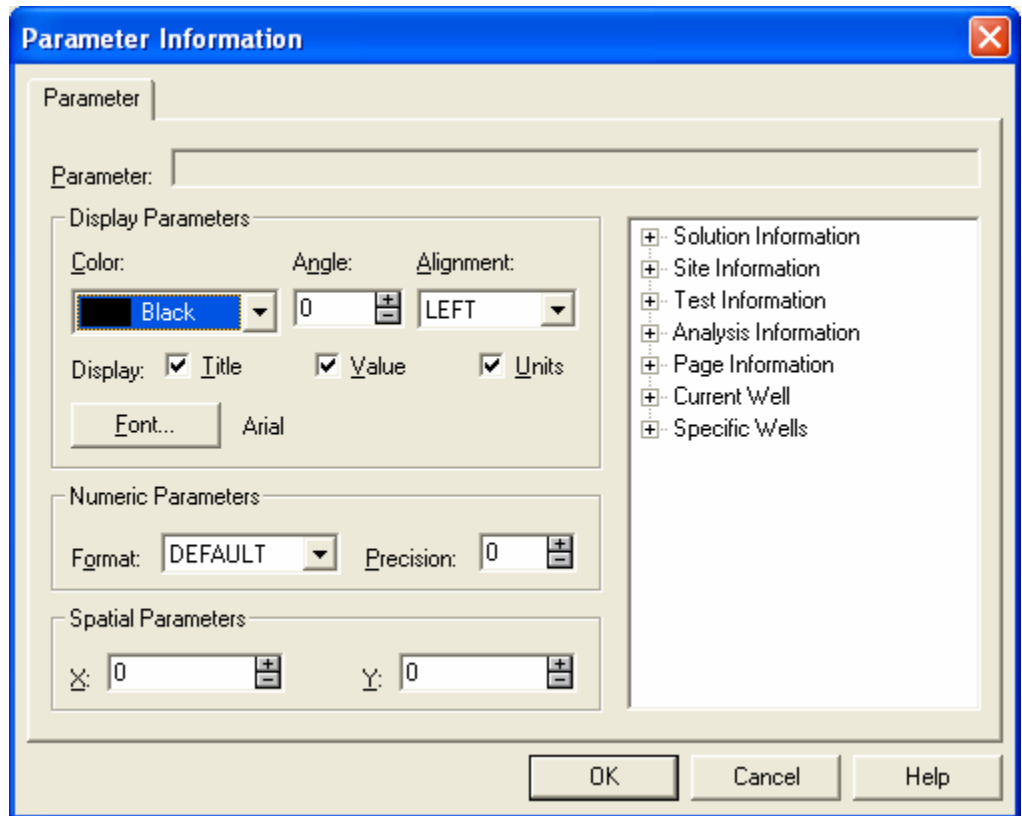 Parameter Information
Parameter
Parameter:
Display Parameters
Color:
Angle:
Alignment:
Black
0
LEFT
Display:
Title
Value
Units
Font...
Arial
Numeric Parameters
Format:
DEFAULT
Precision:
0
Spatial Parameters
X:
0
Y:
0
Solution Information
Site Information
Test Information
Analysis Information
Page Information
Current Well
Specific Wells
OK
Cancel
Help